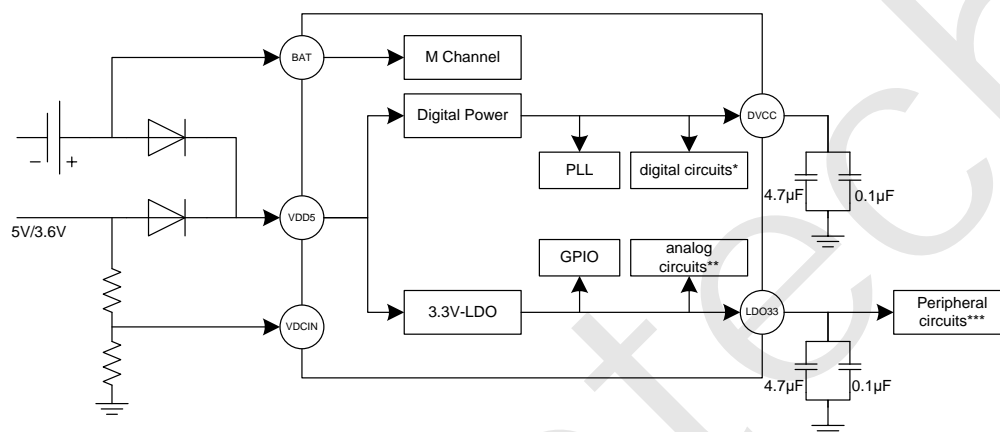 BAT
M Channel
Digital Power
DVCC
− +
PLL
digital circuits*
4.7µF
0.1µF
VDD5
5V/3.6V
GPIO
analog
circuits**
3.3V-LDO
LDO33
Peripheral
circuits***
VDCIN
4.7µF
0.1µF
tech